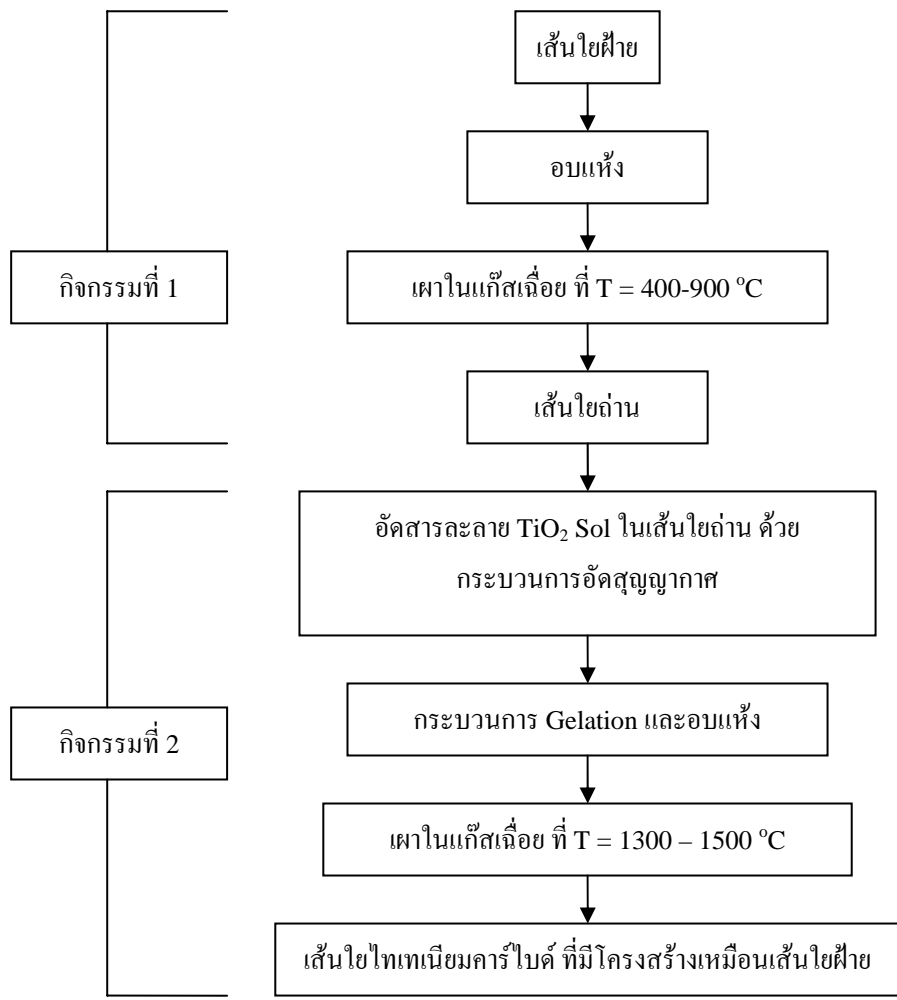 เส้นใยฝ้าย
อบแห้ง
กิจกรรมที่ 1
เผาในแก๊สเฉื่อย ที่ T = 400-900 °C
เส้นใยถ่าน
อัดสารละลาย TiO₂ Sol ในเส้นใยถ่าน ด้วย
กระบวนการอัดสุญญากาศ
กิจกรรมที่ 2
กระบวนการ Gelation และอบแห้ง
เผาในแก๊สเฉื่อย ที่ T = 1300 – 1500 °C
เส้นใยไทเทเนียมคาร์ไบด์ ที่มีโครงสร้างเหมือนเส้นใยฝ้าย